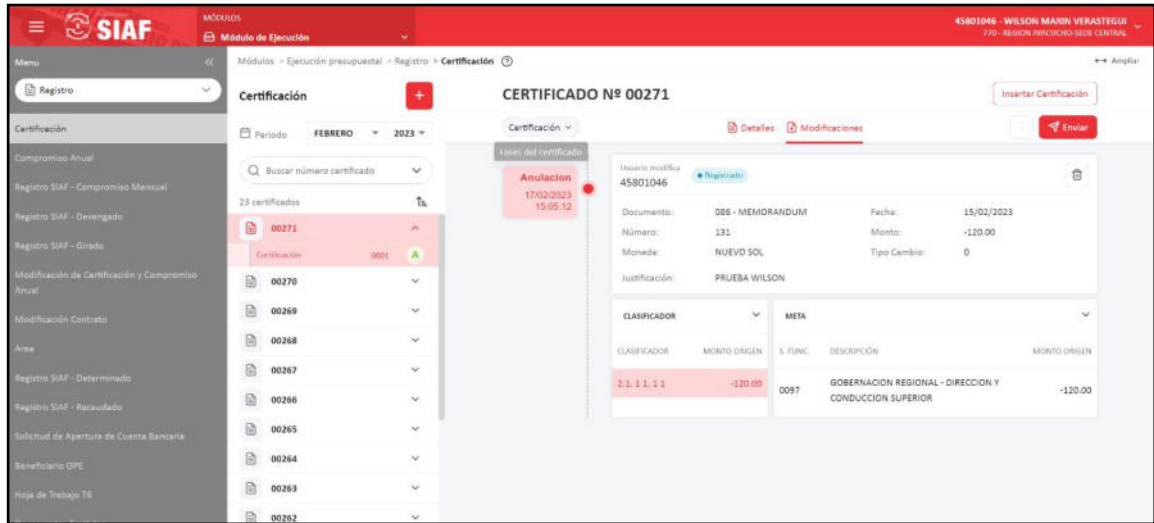 SIAF
MÓDULOS
Módulo de Ejecución
45801046 - WILSON MARIN VERASTEGUI
770 - REGION AYACUCHO-SEDE CENTRAL
Menu
Registro
Certificación
Compromiso Anual
Registro SIAF - Compromiso Mensual
Registro SIAF - Devengado
Registro SIAF - Girado
Modificación de Certificación y Compromiso
Anual
Modificación Contrato
Area
Registro SIAF - Determinado
Registro SIAF - Recaudado
Solicitud de Apertura de Cuenta Bancaria
Beneficiario OPE
Hoja de Trabajo T6
Módulos > Ejecución presupuestal > Registro > Certificación
Ampliar
Certificación
+
Periodo FEBRERO 2023
Buscar número certificado
23 certificados
00271
Certificación 0001 A
00270
00269
00268
00267
00266
00265
00264
00263
00262
CERTIFICADO Nº 00271
Insertar Certificación
Certificación
Detalles
Modificaciones
Enviar
Fases del certificado
Anulacion
17/02/2023
15:05:12
Usuario modifica
45801046
Registrado
Documento: 086 - MEMORANDUM Fecha: 15/02/2023
Número: 131 Monto: -120.00
Monede: NUEVO SOL Tipo Cambio: 0
Justificación: PRUEBA WILSON
CLASIFICADOR
CLASIFICADOR MONTO ORIGEN
2.1. 1 1. 1 1 -120.00
META
S. FUNC. DESCRIPCIÓN MONTO ORIGEN
0097 GOBERNACION REGIONAL - DIRECCION Y
CONDUCCION SUPERIOR -120.00